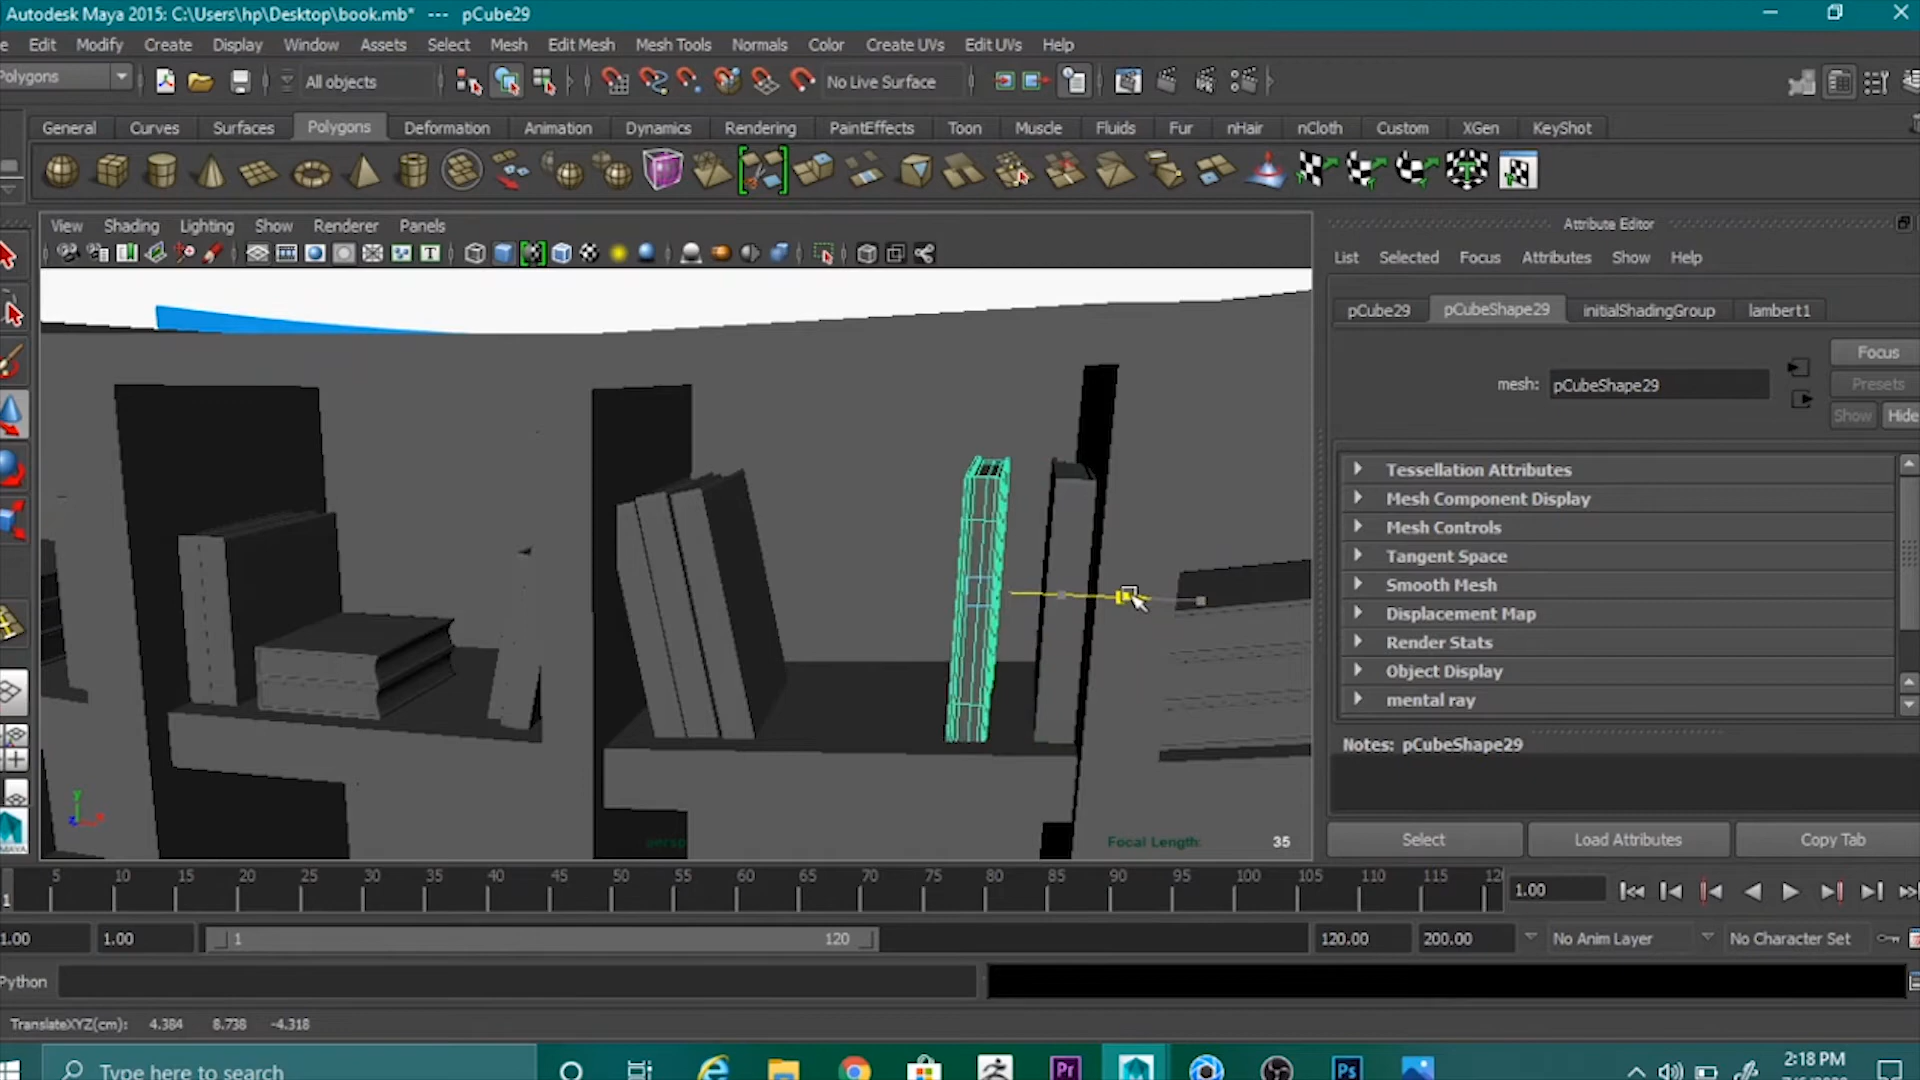 Autodesk Maya 2015: C:\Users\hp\Desktop\book.mb* --- pCube29
e Edit Modify Create Display Window Assets Select Mesh Edit Mesh Mesh Tools Normals Color Create UVs Edit UVs Help
Polygons All objects No Live Surface
General Curves Surfaces Polygons Deformation Animation Dynamics Rendering PaintEffects Toon Muscle Fluids Fur nHair nCloth Custom XGen KeyShot
View Shading Lighting Show Renderer Panels
Attribute Editor
List Selected Focus Attributes Show Help
pCube29 pCubeShape29 initialShadingGroup lambert1
Focus
mesh: pCubeShape29
Presets
Show Hide
Tessellation Attributes
Mesh Component Display
Mesh Controls
Tangent Space
Smooth Mesh
Displacement Map
Render Stats
Object Display
mental ray
Notes: pCubeShape29
y
z x
persp
Focal Length: 35
Select Load Attributes Copy Tab
MAYA
1 5 10 15 20 25 30 35 40 45 50 55 60 65 70 75 80 85 90 95 100 105 110 115 120
1.00
1.00 1.00 1 120 120.00 200.00 No Anim Layer No Character Set
Python
TranslateXYZ(cm): 4.384 8.738 -4.318
Type here to search
Pr
Ps
2:18 PM